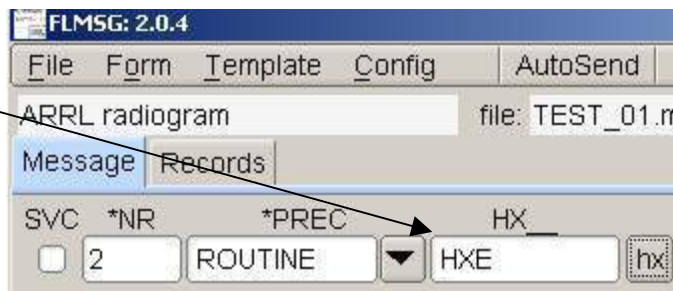 FLMSG: 2.0.4
File Form Template Config AutoSend
ARRL radiogram file: TEST_01.m
Message Records
SVC *NR *PREC HX__
2 ROUTINE HXE hx